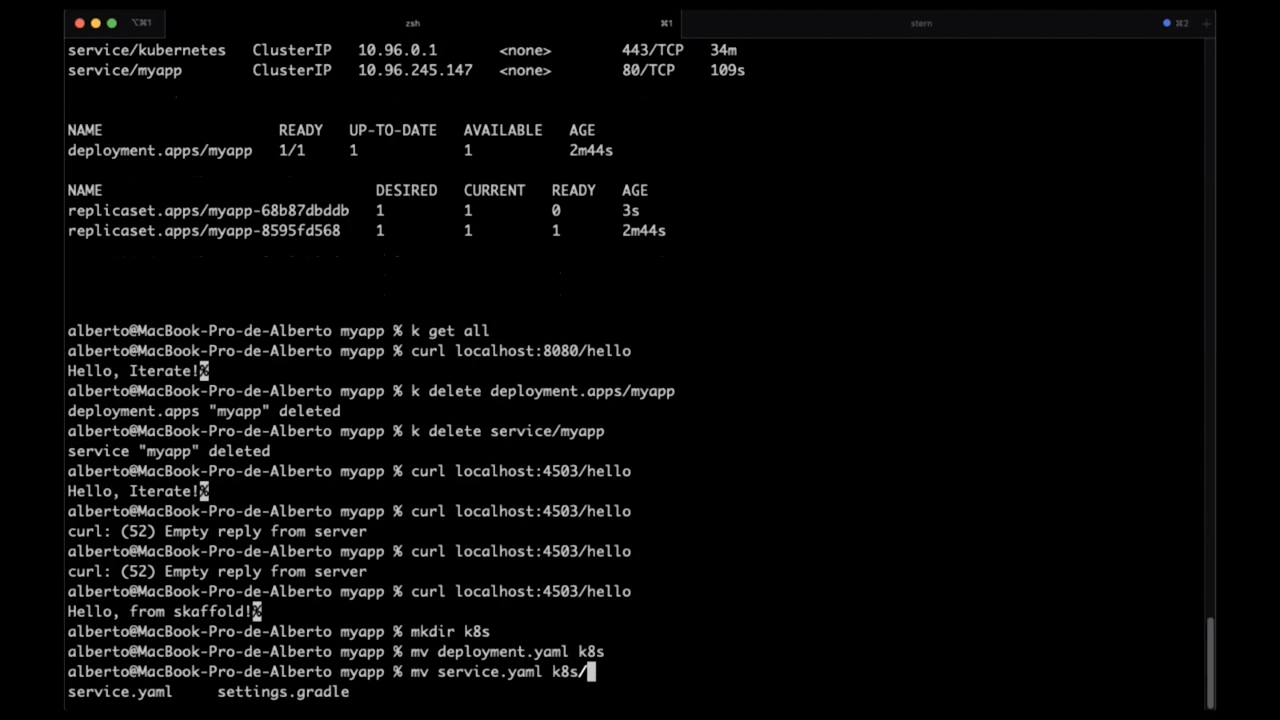 ⌥⌘1 zsh ⌘1 stern ⌘2 +
service/kubernetes ClusterIP 10.96.0.1 <none> 443/TCP 34m
service/myapp ClusterIP 10.96.245.147 <none> 80/TCP 109s
NAME READY UP-TO-DATE AVAILABLE AGE
deployment.apps/myapp 1/1 1 1 2m44s
NAME DESIRED CURRENT READY AGE
replicaset.apps/myapp-68b87dbddb 1 1 0 3s
replicaset.apps/myapp-8595fd568 1 1 1 2m44s
alberto@MacBook-Pro-de-Alberto myapp % k get all
alberto@MacBook-Pro-de-Alberto myapp % curl localhost:8080/hello
Hello, Iterate!%
alberto@MacBook-Pro-de-Alberto myapp % k delete deployment.apps/myapp
deployment.apps "myapp" deleted
alberto@MacBook-Pro-de-Alberto myapp % k delete service/myapp
service "myapp" deleted
alberto@MacBook-Pro-de-Alberto myapp % curl localhost:4503/hello
Hello, Iterate!%
alberto@MacBook-Pro-de-Alberto myapp % curl localhost:4503/hello
curl: (52) Empty reply from server
alberto@MacBook-Pro-de-Alberto myapp % curl localhost:4503/hello
curl: (52) Empty reply from server
alberto@MacBook-Pro-de-Alberto myapp % curl localhost:4503/hello
Hello, from skaffold!%
alberto@MacBook-Pro-de-Alberto myapp % mkdir k8s
alberto@MacBook-Pro-de-Alberto myapp % mv deployment.yaml k8s
alberto@MacBook-Pro-de-Alberto myapp % mv service.yaml k8s/
service.yaml settings.gradle